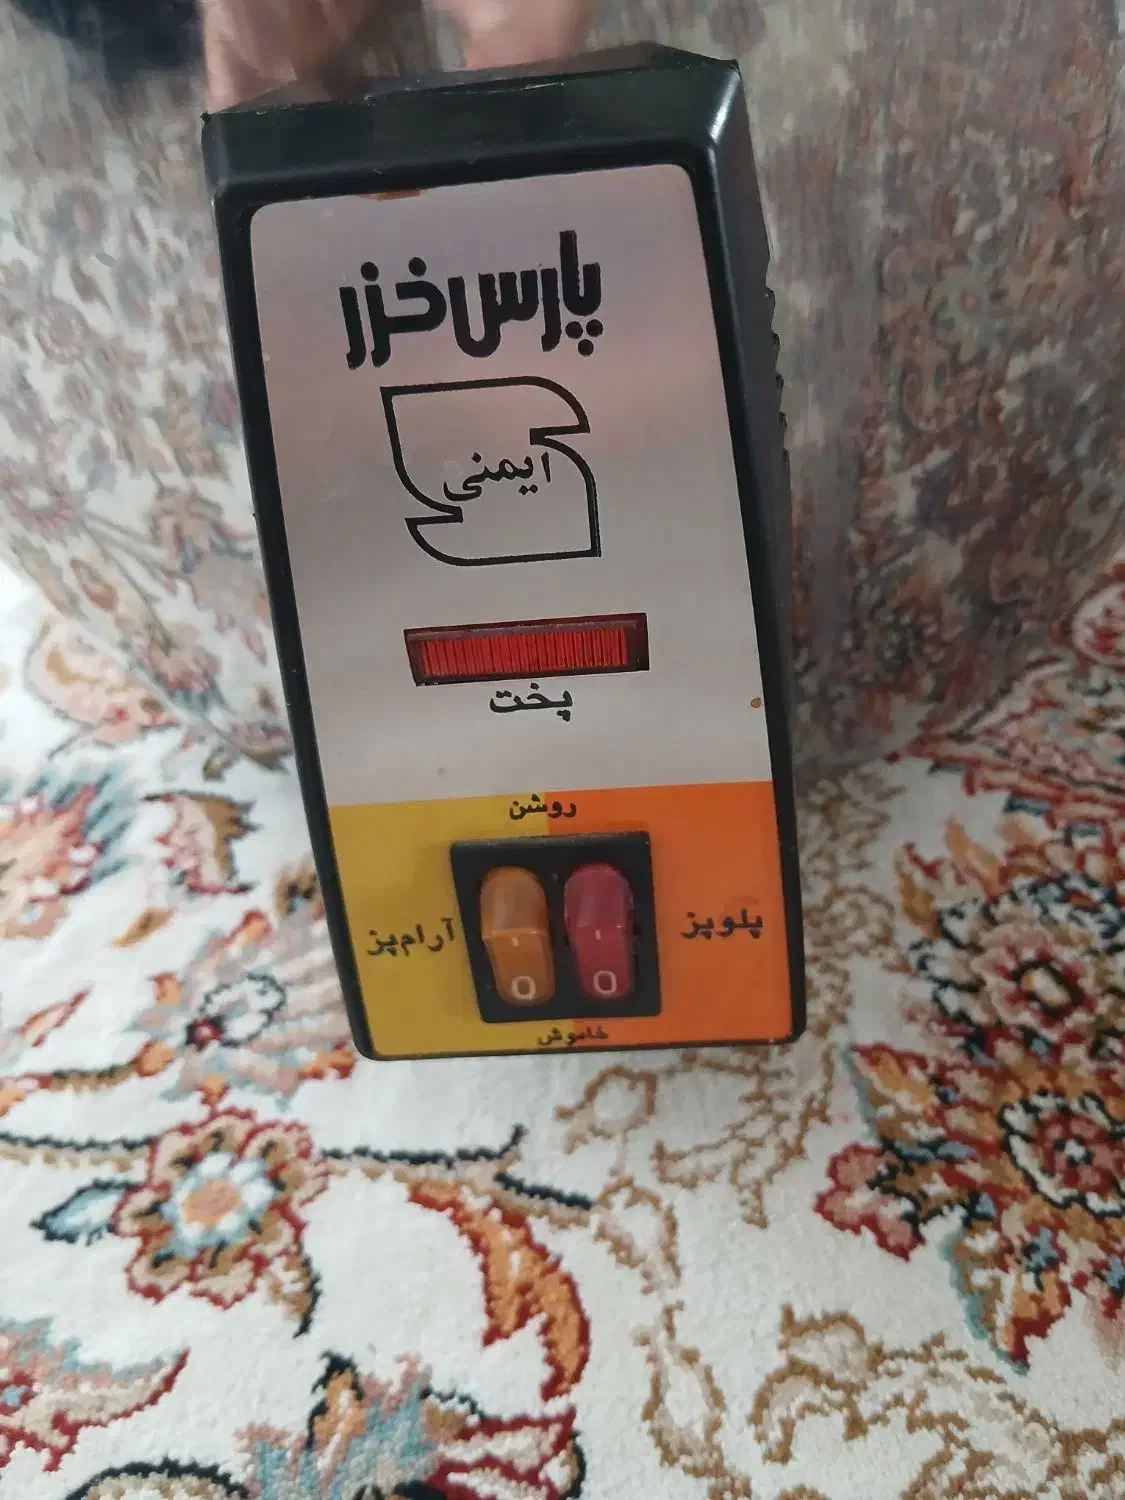 پارس خزر
ایمنی
پخت
روشن
پلوپز
آرام‌پز
O O
خاموش